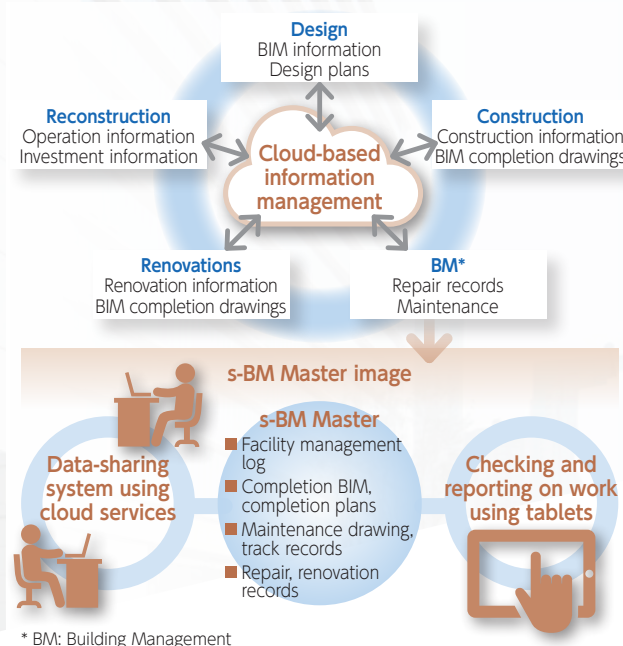 Design
BIM information
Design plans
Reconstruction
Operation information
Investment information
Construction
Construction information
BIM completion drawings
Cloud-based
information
management
Renovations
Renovation information
BIM completion drawings
BM*
Repair records
Maintenance
s-BM Master image
Data-sharing
system using
cloud services
s-BM Master
■ Facility management
log
■ Completion BIM,
completion plans
■ Maintenance drawing,
track records
■ Repair, renovation
records
Checking and
reporting on work
using tablets
* BM: Building Management